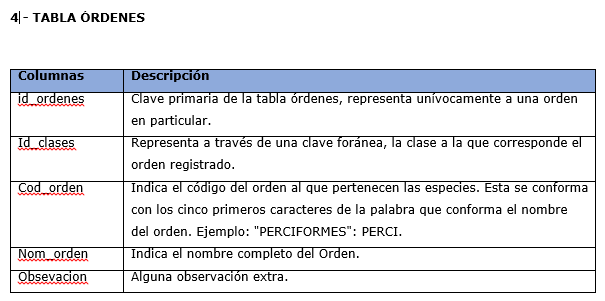 4- TABLA ÓRDENES
Columnas Descripción
id_ordenes Clave primaria de la tabla órdenes, representa unívocamente a una orden
en particular.
Id_clases Representa a través de una clave foránea, la clase a la que corresponde el
orden registrado.
Cod_orden Indica el código del orden al que pertenecen las especies. Esta se conforma
con los cinco primeros caracteres de la palabra que conforma el nombre
del orden. Ejemplo: "PERCIFORMES": PERCI.
Nom_orden Indica el nombre completo del Orden.
Obsevacion Alguna observación extra.